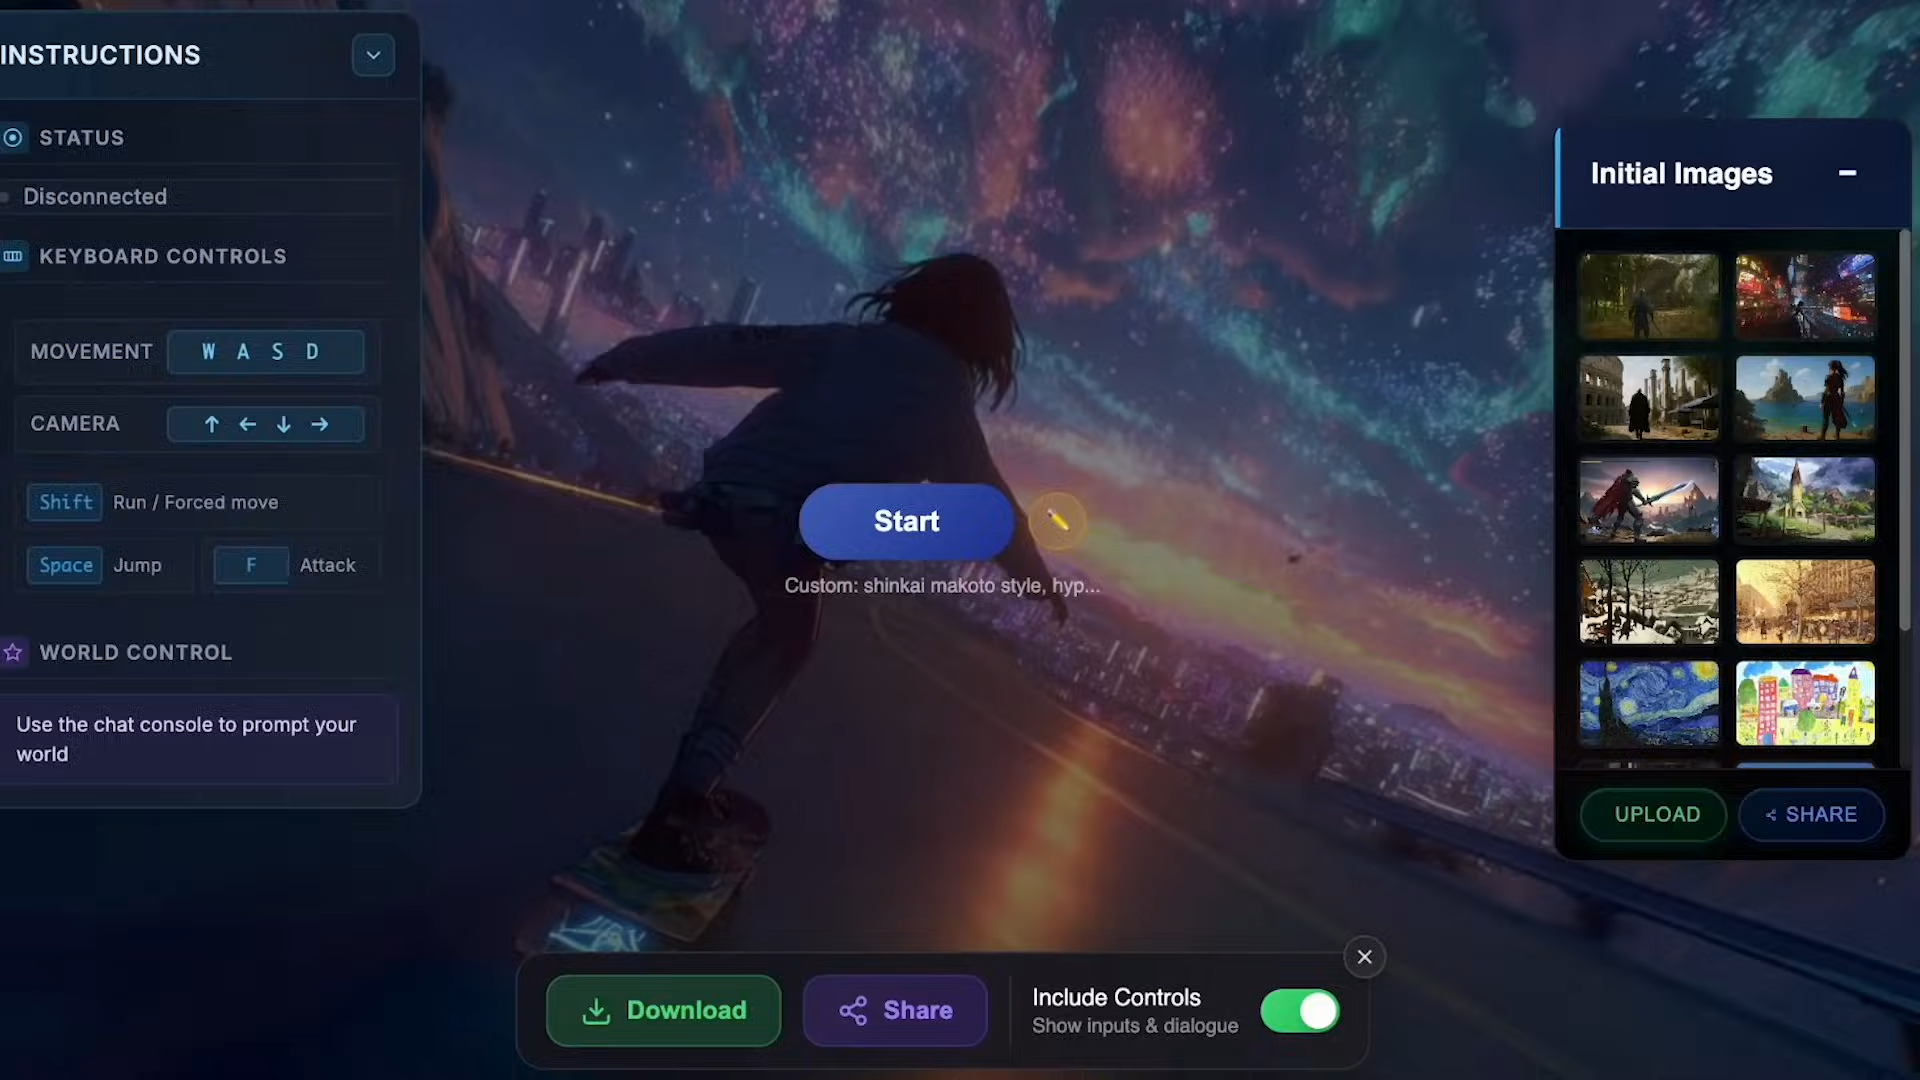 INSTRUCTIONS
STATUS
Disconnected
KEYBOARD CONTROLS
MOVEMENT W A S D
CAMERA ↑ ← ↓ →
Shift Run / Forced move
Space Jump F Attack
WORLD CONTROL
Use the chat console to prompt your
world
Start
Custom: shinkai makoto style, hyp...
Initial Images
UPLOAD SHARE
Download Share
Include Controls
Show inputs & dialogue